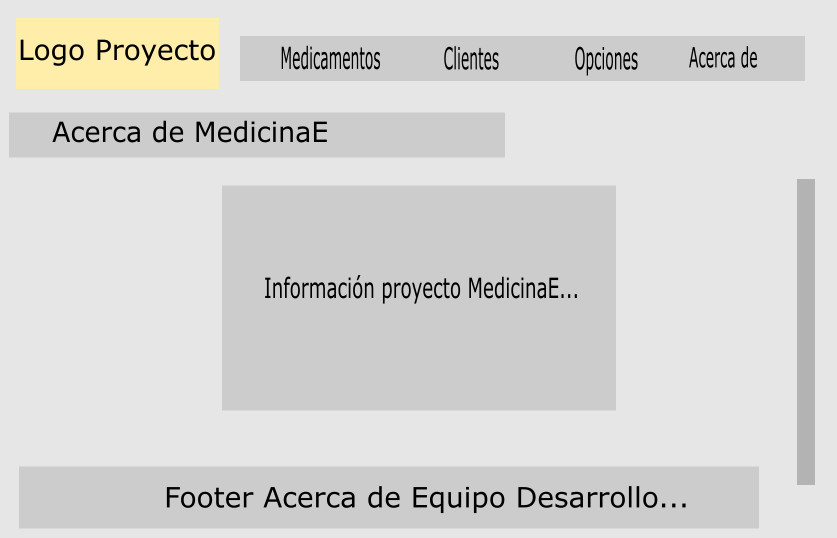 Logo Proyecto
Medicamentos Clientes Opciones Acerca de
Acerca de MedicinaE
Información proyecto MedicinaE...
Footer Acerca de Equipo Desarrollo...